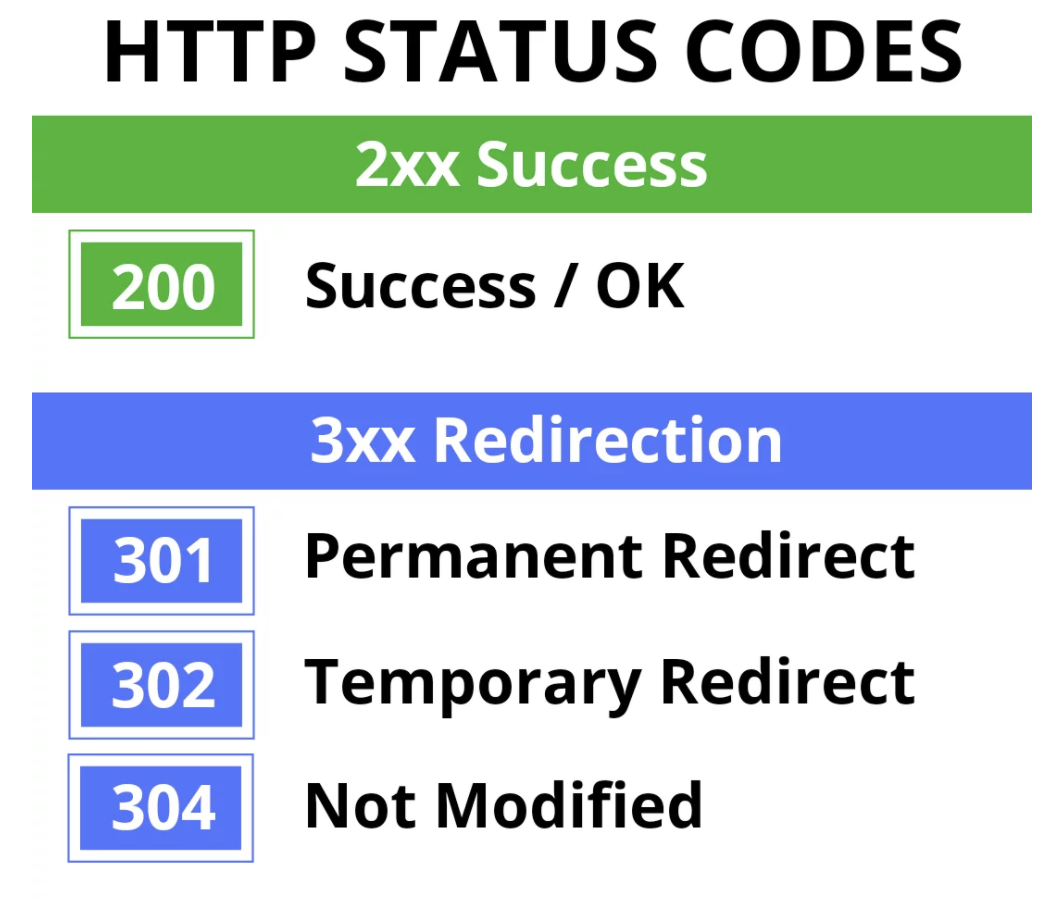 HTTP STATUS CODES
2xx Success
200 Success / OK
3xx Redirection
301 Permanent Redirect
302 Temporary Redirect
304 Not Modified